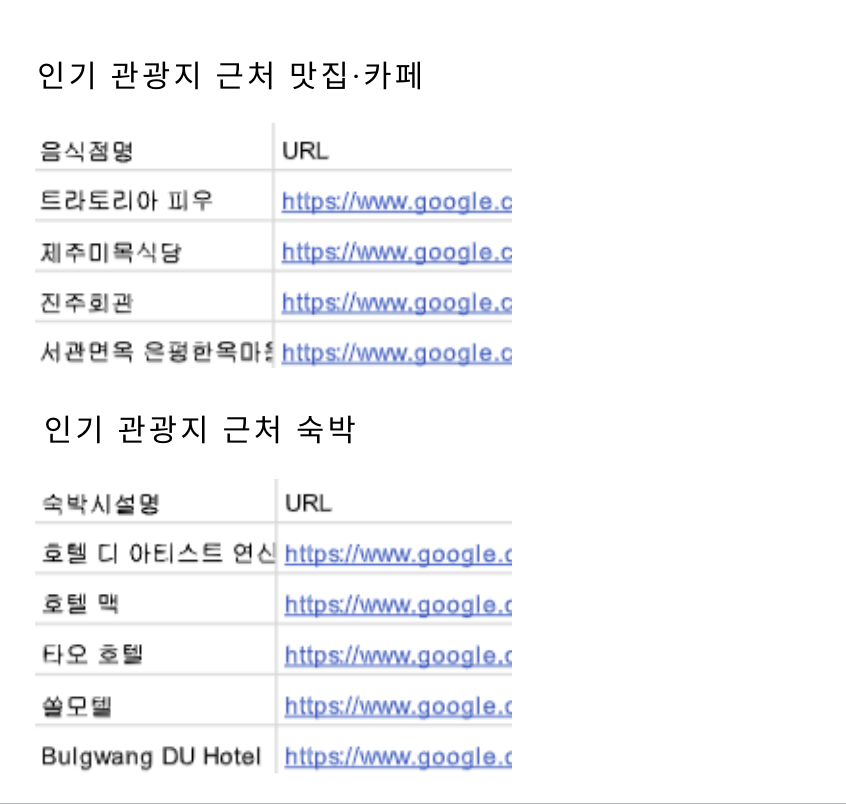 인기 관광지 근처 맛집·카페
음식점명 URL
트라토리아 피우 https://www.google.c
제주미목식당 https://www.google.c
진주회관 https://www.google.c
서관면옥 은평한옥마을 https://www.google.c
인기 관광지 근처 숙박
숙박시설명 URL
호텔 디 아티스트 연신 https://www.google.c
호텔 맥 https://www.google.c
타오 호텔 https://www.google.c
쏠모텔 https://www.google.c
Bulgwang DU Hotel https://www.google.c